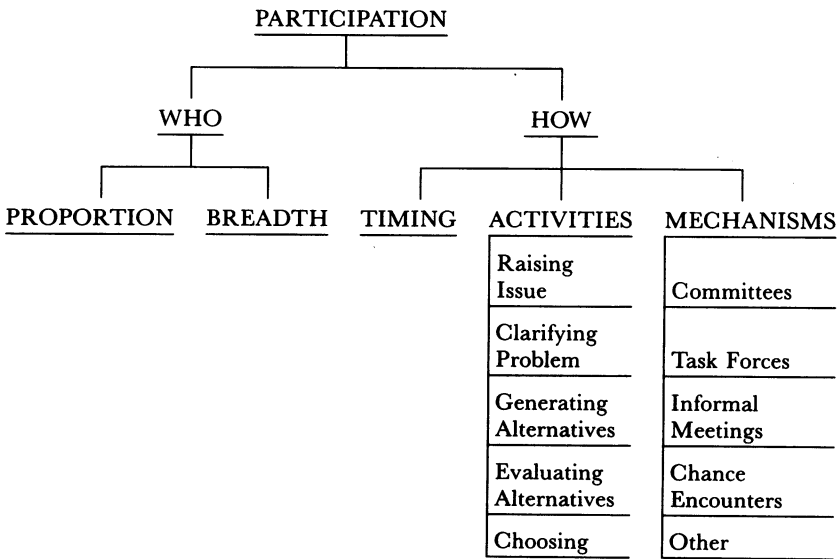 PARTICIPATION
WHO
HOW
PROPORTION
BREADTH
TIMING
ACTIVITIES
MECHANISMS
Raising
Issue
Clarifying
Problem
Generating
Alternatives
Evaluating
Alternatives
Choosing
Committees
Task Forces
Informal
Meetings
Chance
Encounters
Other